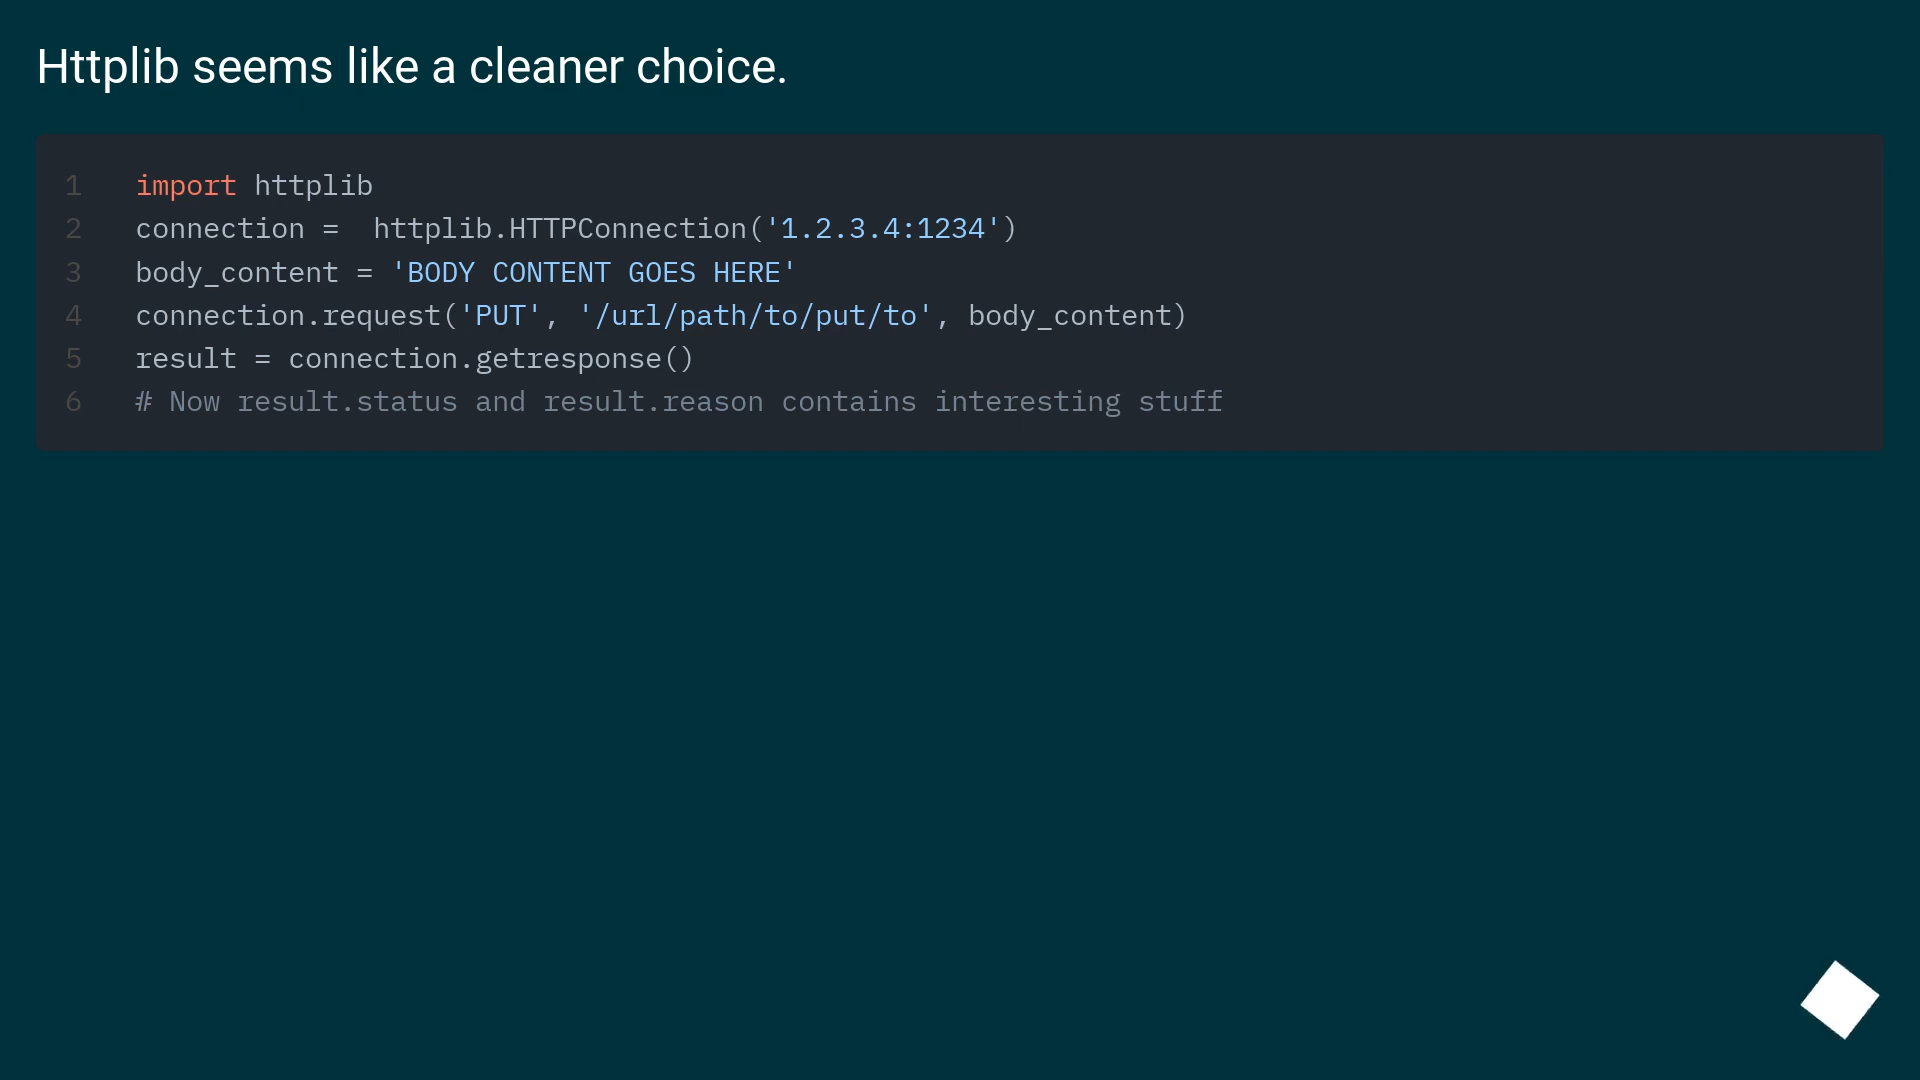 Httplib seems like a cleaner choice.
1 import httplib
2 connection =  httplib.HTTPConnection('1.2.3.4:1234')
3 body_content = 'BODY CONTENT GOES HERE'
4 connection.request('PUT', '/url/path/to/put/to', body_content)
5 result = connection.getresponse()
6 # Now result.status and result.reason contains interesting stuff